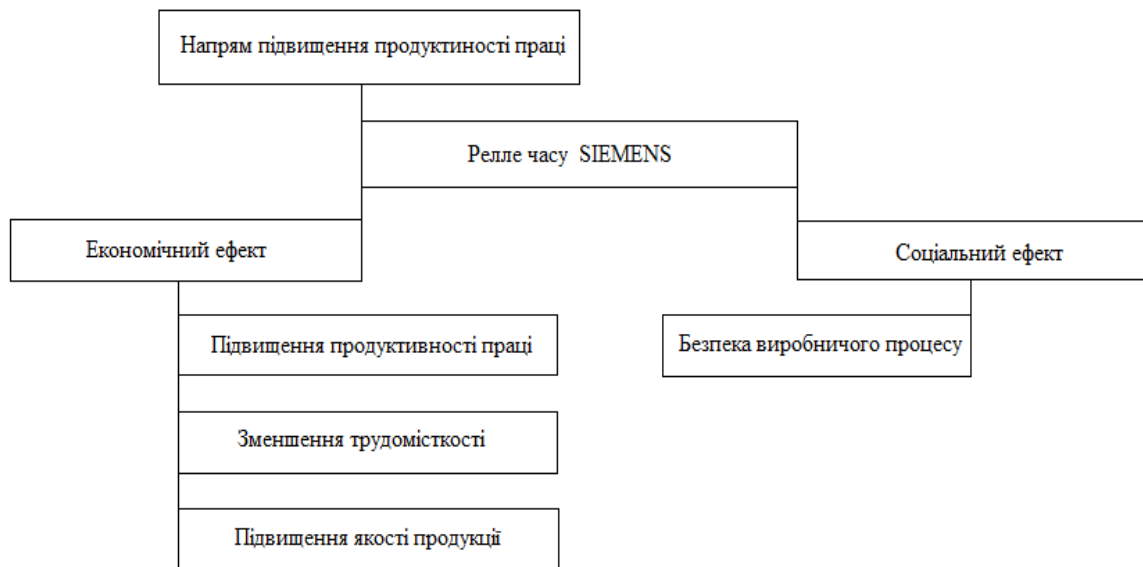 Напрям підвищення продуктиності праці
Релле часу SIEMENS
Економічний ефект
Соціальний ефект
Підвищення продуктивності праці
Безпека виробничого процесу
Зменшення трудомісткості
Підвищення якості продукції